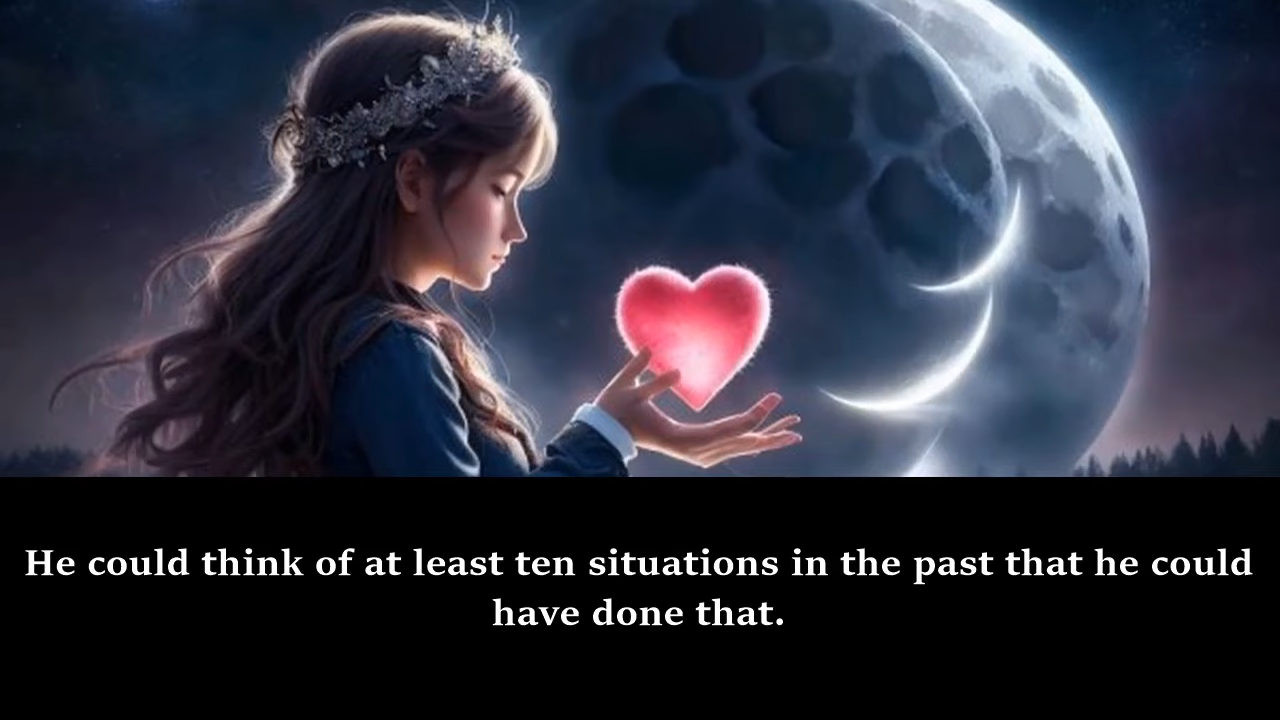 He could think of at least ten situations in the past that he could
have done that.